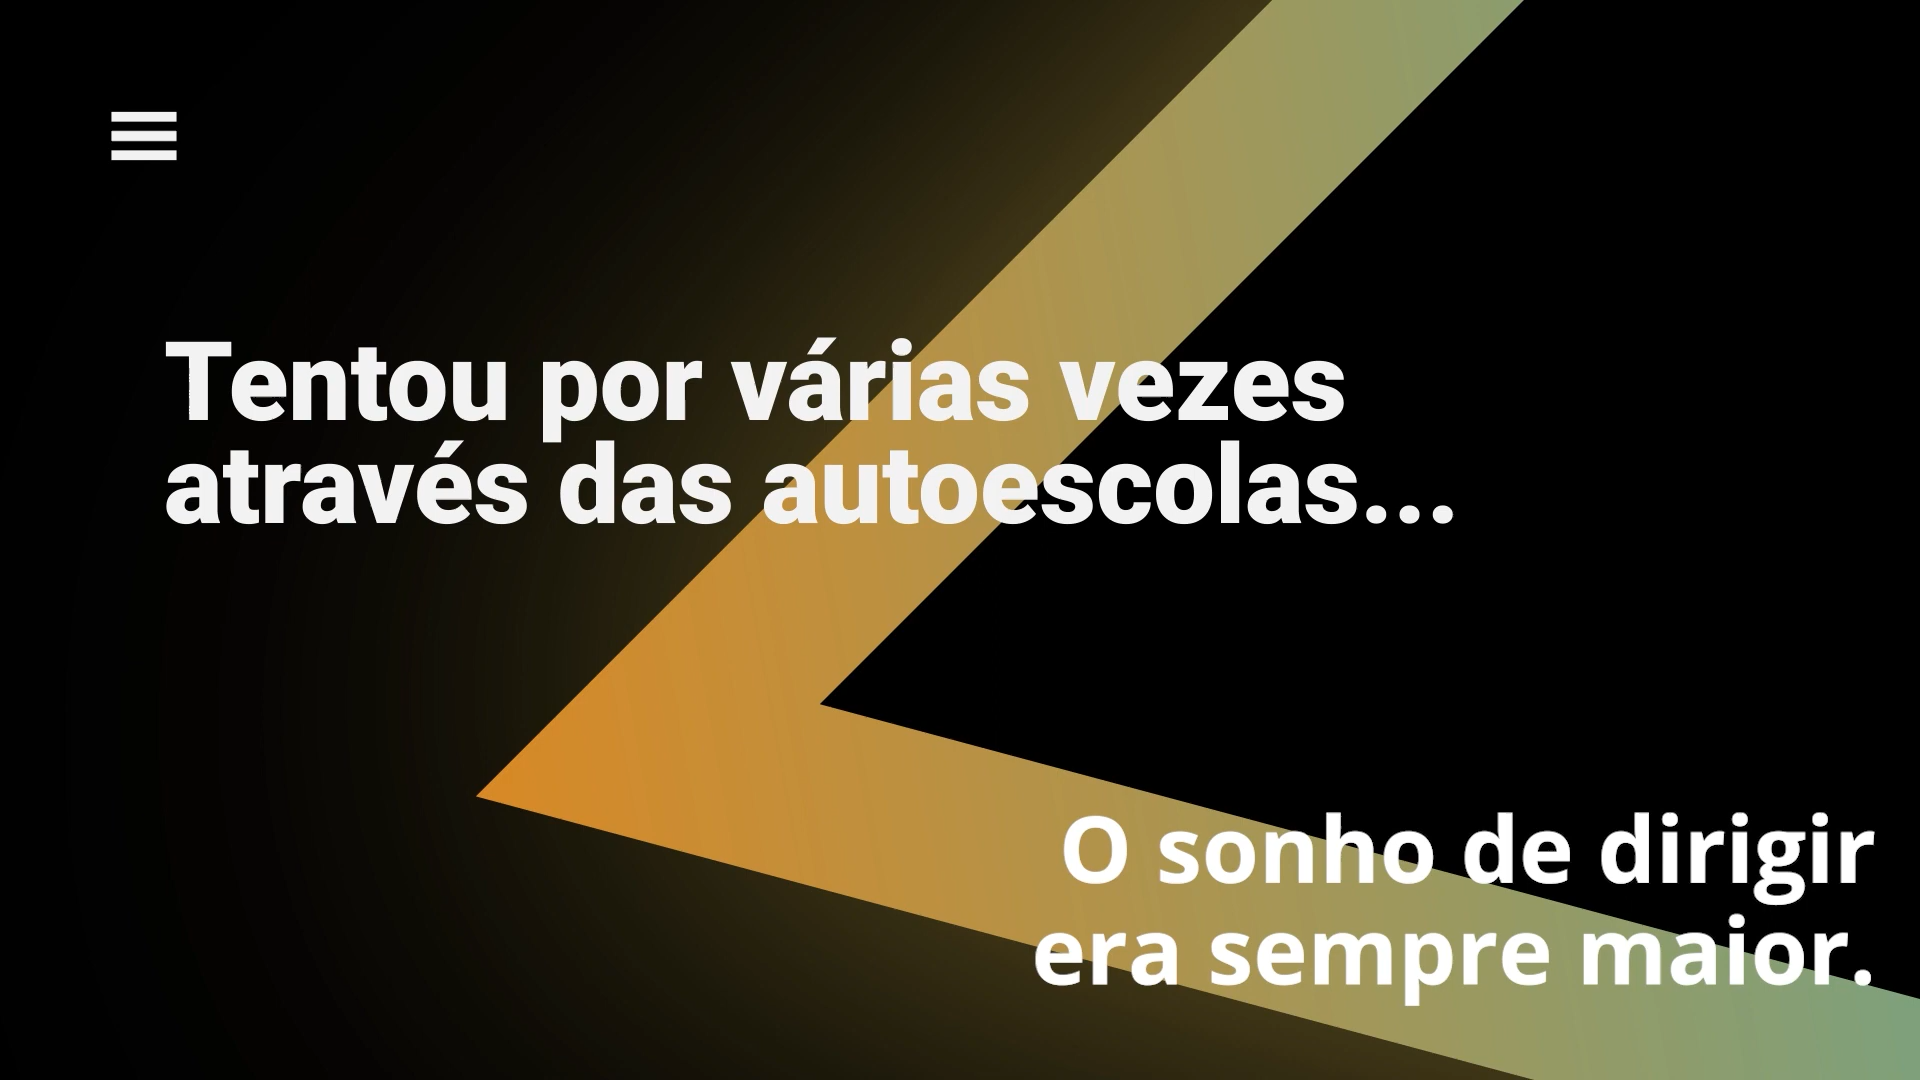 Tentou por várias vezes
através das autoescolas...
O sonho de dirigir
era sempre maior.